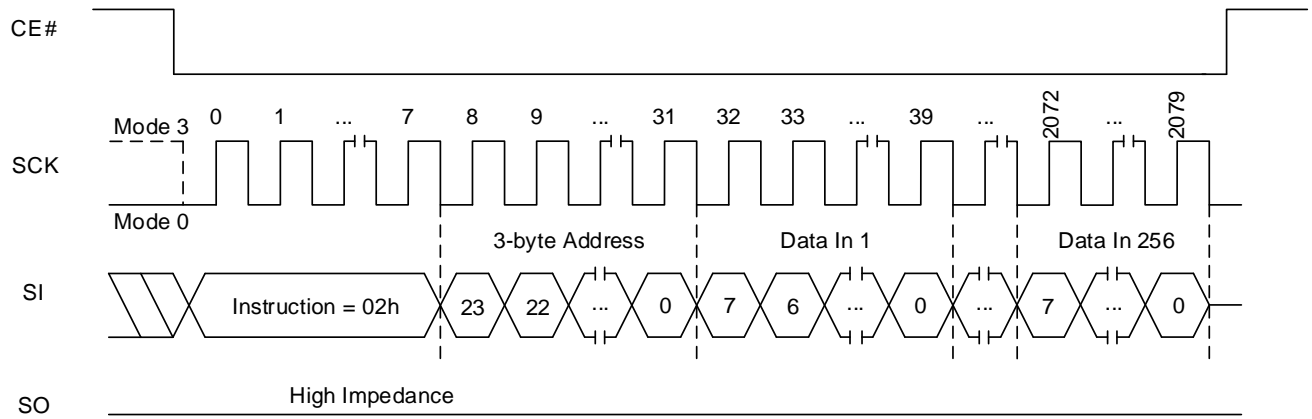 CE#
0 1 ... 7 8 9 ... 31 32 33 ... 39 ... 2072 ... 2079
Mode 3
SCK
Mode 0
3-byte Address Data In 1 Data In 256
SI Instruction = 02h 23 22 ... 0 7 6 ... 0 ... 7 ... 0
High Impedance
SO